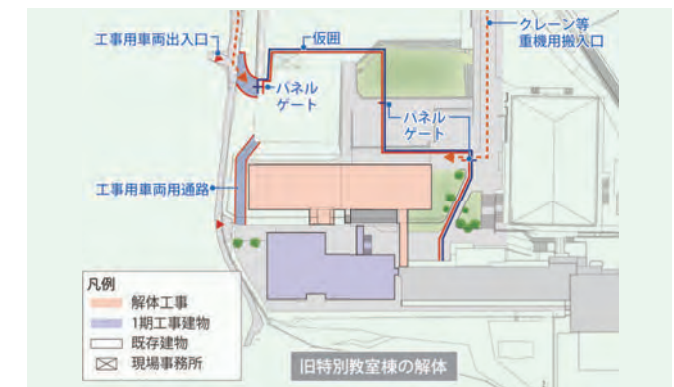 工事用車両出入口
仮囲
クレーン等
重機用搬入口
パネル
ゲート
パネル
ゲート
工事用車両用通路
凡例
解体工事
1期工事建物
既存建物
現場事務所
旧特別教室棟の解体